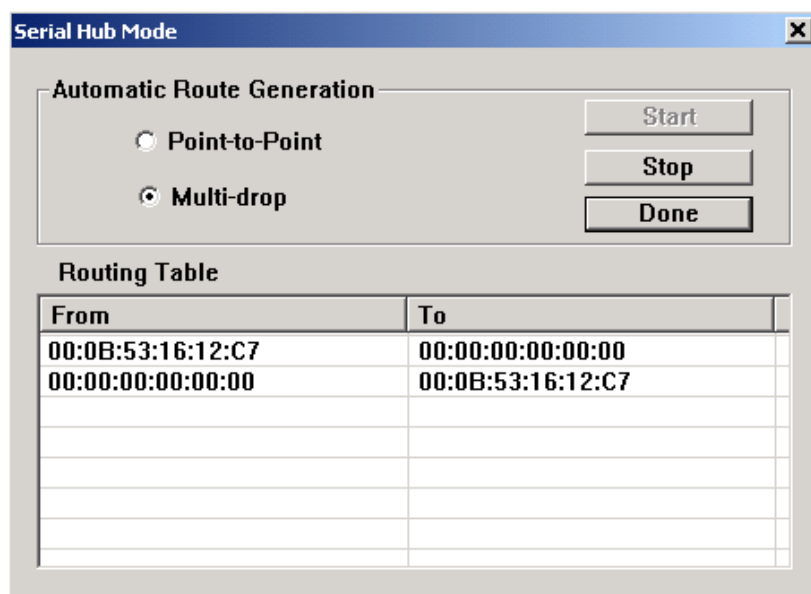 Serial Hub Mode
Automatic Route Generation
Start
Point-to-Point
Stop
Multi-drop
Done
Routing Table
From To
00:0B:53:16:12:C7 00:00:00:00:00:00
00:00:00:00:00:00 00:0B:53:16:12:C7